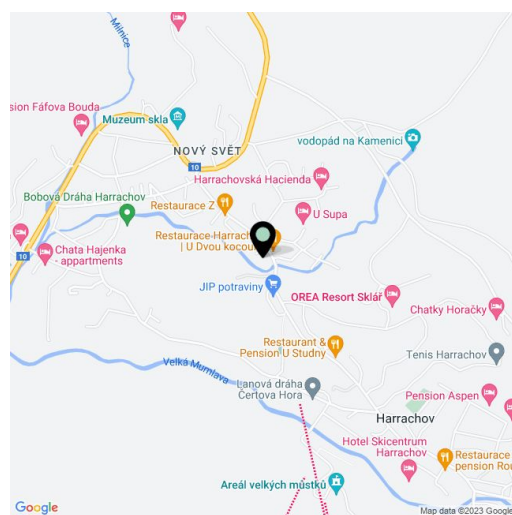 Milnice
sion Fáfova Bouda
Muzeum skla
NOVÝ SVĚT
vodopád na Kamenici
10
Harrachovská Hacienda
Bobová Dráha Harrachov
Restaurace Z
U Supa
Restaurace Harrach
| U Dvou kocou
10
Chata Hajenka
- appartments
JIP potraviny
OREA Resort Sklář
Chatky Horačky
Restaurant &
Pension U Studny
Tenis Harrachov
Velká Mumlava
Lanová dráha
Čertova Hora
Pension Aspen
Harrachov
Hotel Skicentrum
Harrachov
Restaurace
pension Rou
Areál velkých můstků
Google
Map data ©2023 Google